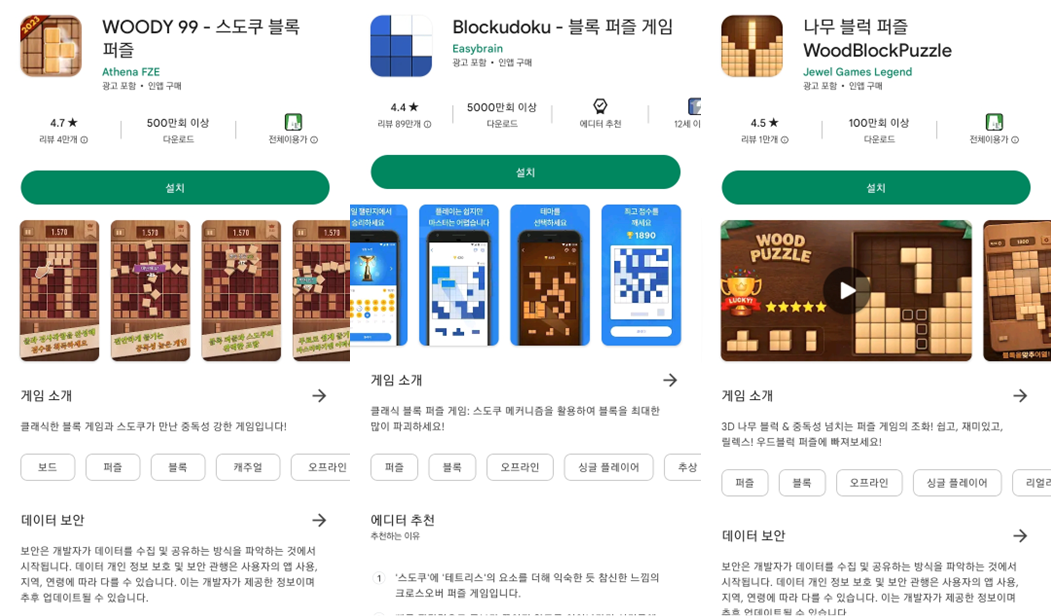 WOODY 99 - 스도쿠 블록
퍼즐
Athena FZE
광고 포함 • 인앱 구매
4.7 ★
리뷰 4만개
500만회 이상
다운로드
전체이용가
설치
1,570
1,570
1,570
1,570
게임 소개
클래식한 블록 게임과 스도쿠가 만난 중독성 강한 게임입니다!
보드
퍼즐
블록
캐주얼
오프라인
데이터 보안
보안은 개발자가 데이터를 수집 및 공유하는 방식을 파악하는 것에서
시작됩니다. 데이터 개인 정보 보호 및 보안 관행은 사용자의 앱 사용,
지역, 연령에 따라 다를 수 있습니다. 이는 개발자가 제공한 정보이며
추후 업데이트될 수 있습니다.
Blockudoku - 블록 퍼즐 게임
Easybrain
광고 포함 • 인앱 구매
4.4 ★
리뷰 89만개
5000만회 이상
다운로드
에디터 추천
12세 이
설치
일 챌린지에서
승리하세요
플레이는 쉽지만
마스터는 어렵습니다
테마를
선택하세요
최고 점수를
깨세요
1890
게임 소개
클래식 블록 퍼즐 게임: 스도쿠 메커니즘을 활용하여 블록을 최대한
많이 파괴하세요!
퍼즐
블록
오프라인
싱글 플레이어
추상
에디터 추천
추천하는 이유
1 '스도쿠'에 '테트리스'의 요소를 더해 익숙한 듯 참신한 느낌의
크로스오버 퍼즐 게임입니다.
나무 블럭 퍼즐
WoodBlockPuzzle
Jewel Games Legend
광고 포함 • 인앱 구매
4.5 ★
리뷰 1만개
100만회 이상
다운로드
전체이용가
설치
WOOD
PUZZLE
LUCKY!
게임 소개
3D 나무 블럭 & 중독성 넘치는 퍼즐 게임의 조화! 쉽고, 재미있고,
릴렉스! 우드블럭 퍼즐에 빠져보세요!
퍼즐
블록
오프라인
싱글 플레이어
리얼리
데이터 보안
보안은 개발자가 데이터를 수집 및 공유하는 방식을 파악하는 것에서
시작됩니다. 데이터 개인 정보 보호 및 보안 관행은 사용자의 앱 사용,
지역, 연령에 따라 다를 수 있습니다. 이는 개발자가 제공한 정보이며
추후 업데이트될 수 있습니다.